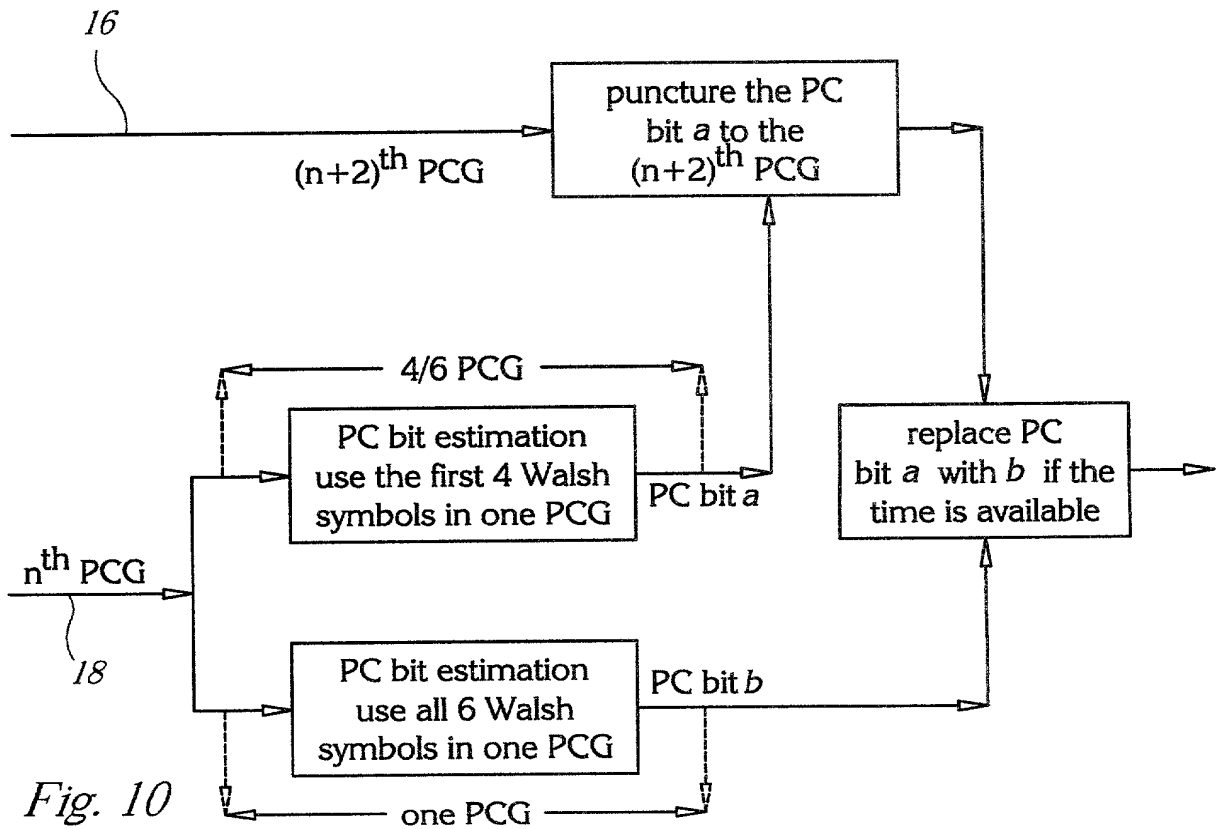 16
puncture the PC
bit a to the
(n+2)th PCG
(n+2)th PCG
4/6 PCG
PC bit estimation
use the first 4 Walsh
symbols in one PCG
PC bit a
replace PC
bit a with b if the
time is available
nth PCG
18
PC bit estimation
use all 6 Walsh
symbols in one PCG
PC bit b
one PCG
Fig. 10